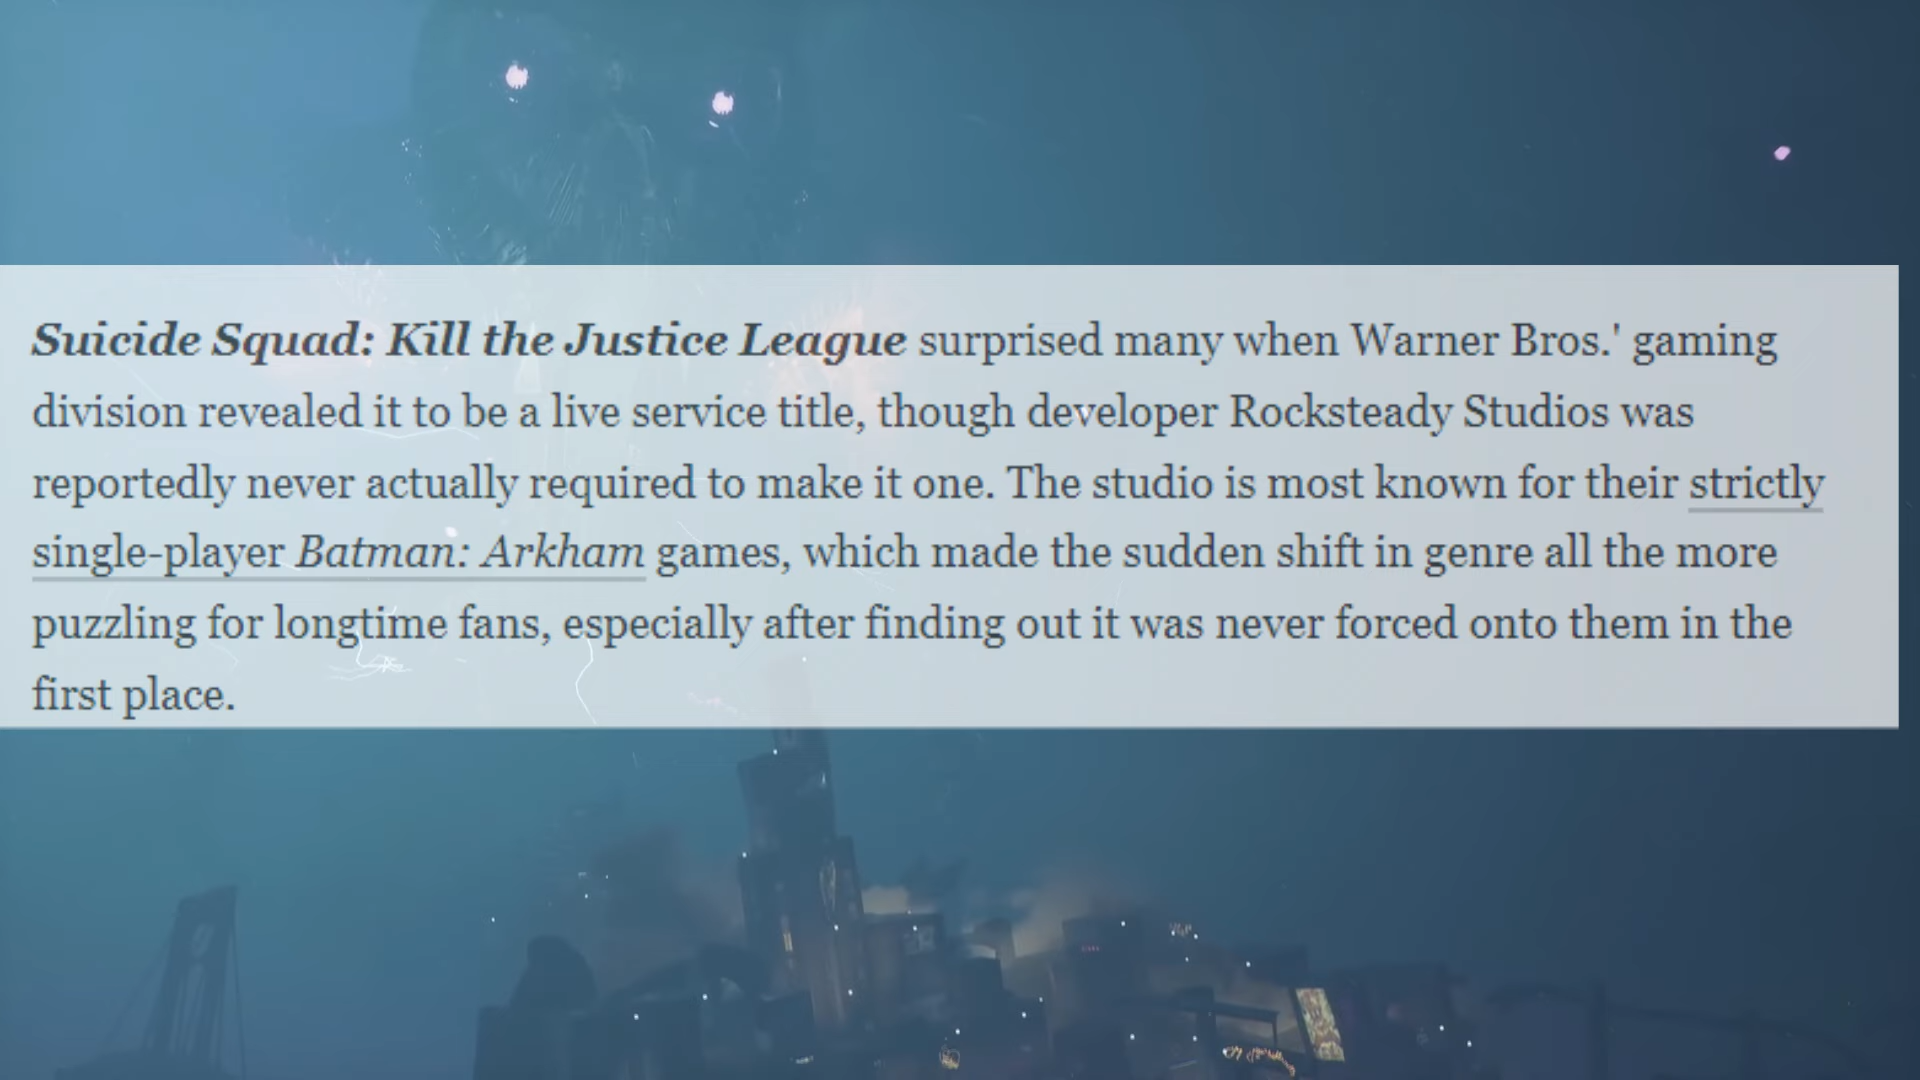 Suicide Squad: Kill the Justice League surprised many when Warner Bros.' gaming
division revealed it to be a live service title, though developer Rocksteady Studios was
reportedly never actually required to make it one. The studio is most known for their strictly
single-player Batman: Arkham games, which made the sudden shift in genre all the more
puzzling for longtime fans, especially after finding out it was never forced onto them in the
first place.